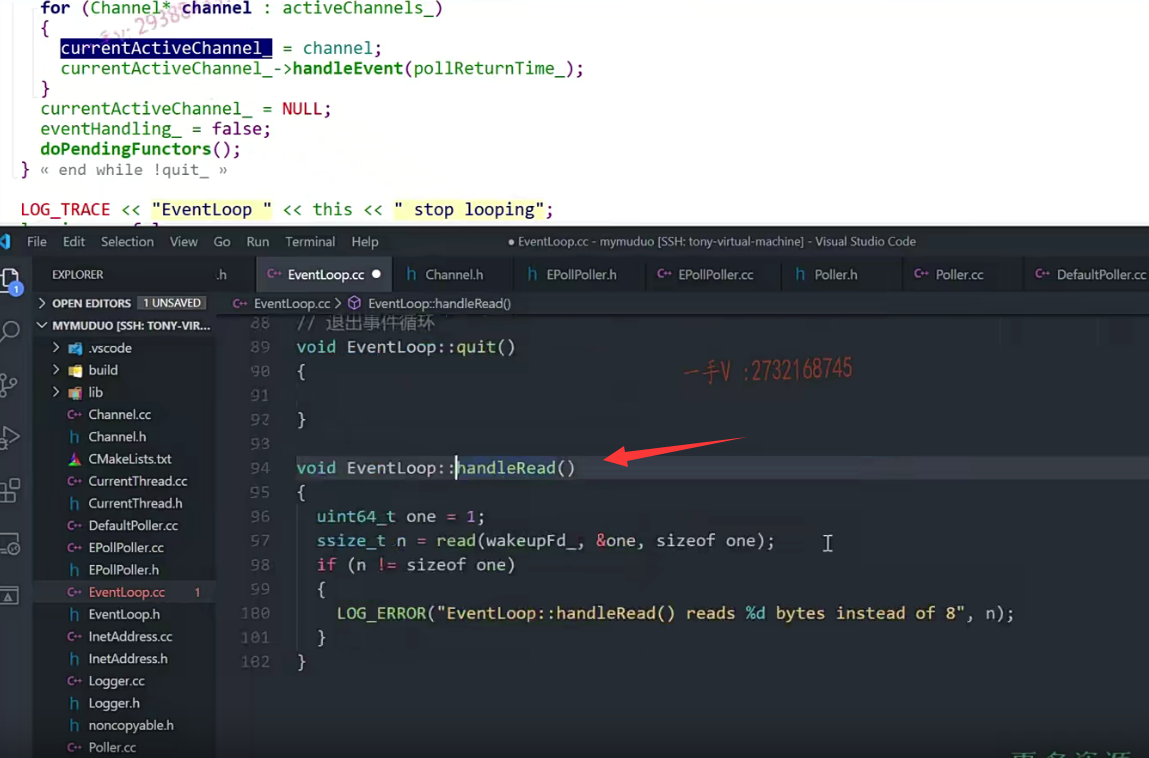 for (Channel* channel : activeChannels_)
{
currentActiveChannel_ = channel;
currentActiveChannel_->handleEvent(pollReturnTime_);
}
currentActiveChannel_ = NULL;
eventHandling_ = false;
doPendingFunctors();
} « end while !quit_ »
LOG_TRACE << "EventLoop " << this << " stop looping";
File Edit Selection View Go Run Terminal Help ● EventLoop.cc - mymuduo [SSH: tony-virtual-machine] - Visual Studio Code
EXPLORER .h EventLoop.cc ● Channel.h EPollPoller.h EPollPoller.cc Poller.h Poller.cc DefaultPoller.cc
OPEN EDITORS 1 UNSAVED
EventLoop.cc > EventLoop::handleRead()
MYMUDUO [SSH: TONY-VIR...
.vscode
build
lib
Channel.cc
Channel.h
CMakeLists.txt
CurrentThread.cc
CurrentThread.h
DefaultPoller.cc
EPollPoller.cc
EPollPoller.h
EventLoop.cc 1
EventLoop.h
InetAddress.cc
InetAddress.h
Logger.cc
Logger.h
noncopyable.h
Poller.cc
88 // 退出事件循环
89 void EventLoop::quit()
90 {
91
92 }
93
94 void EventLoop::handleRead()
95 {
96 uint64_t one = 1;
97 ssize_t n = read(wakeupFd_, &one, sizeof one);
98 if (n != sizeof one)
99 {
100 LOG_ERROR("EventLoop::handleRead() reads %d bytes instead of 8", n);
101 }
102 }
一手V :2732168745